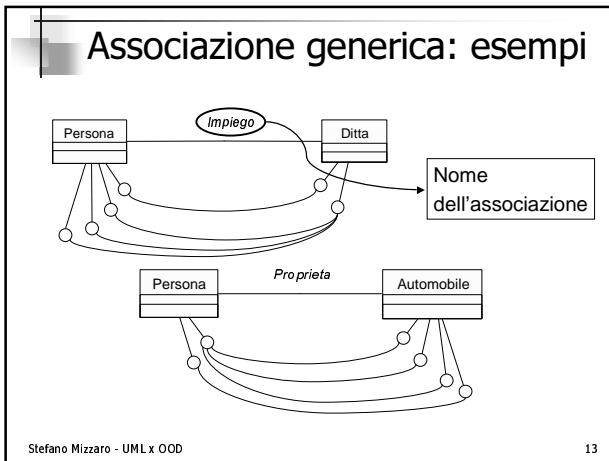 Associazione generica: esempi
Impiego
Persona
Ditta
Nome
dell'associazione
Proprieta
Persona
Automobile
Stefano Mizzaro - UML x OOD
13